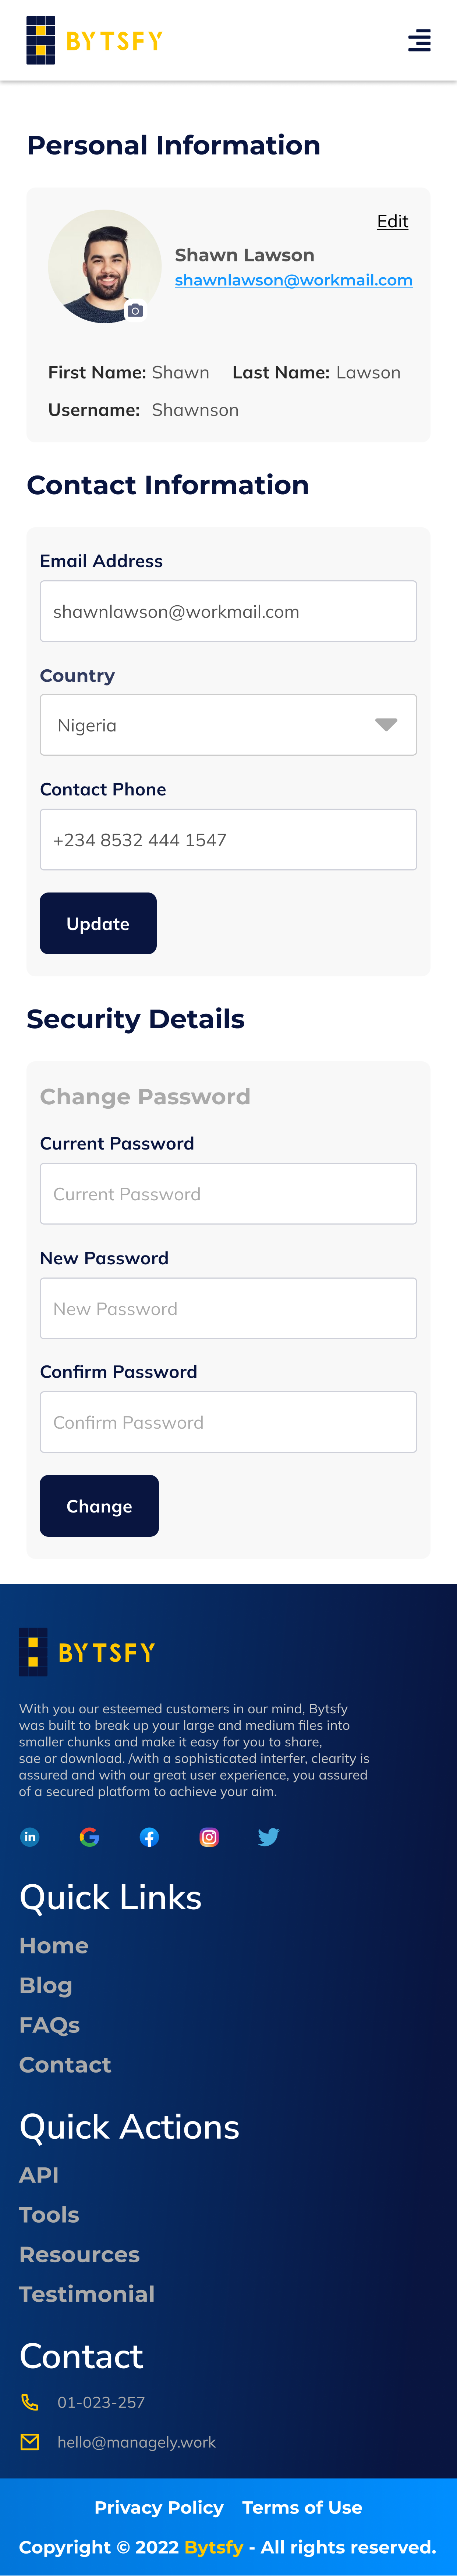 BYTSFY
Personal Information
Edit
Shawn Lawson
shawnlawson@workmail.com
First Name: Shawn Last Name: Lawson
Username: Shawnson
Contact Information
Email Address
shawnlawson@workmail.com
Country
Nigeria
Contact Phone
+234 8532 444 1547
Update
Security Details
Change Password
Current Password
Current Password
New Password
New Password
Confirm Password
Confirm Password
Change
BYTSFY
With you our esteemed customers in our mind, Bytsfy
was built to break up your large and medium files into
smaller chunks and make it easy for you to share,
sae or download. /with a sophisticated interfer, clearity is
assured and with our great user experience, you assured
of a secured platform to achieve your aim.
in
Quick Links
Home
Blog
FAQs
Contact
Quick Actions
API
Tools
Resources
Testimonial
Contact
01-023-257
hello@managely.work
Privacy Policy Terms of Use
Copyright © 2022 Bytsfy - All rights reserved.